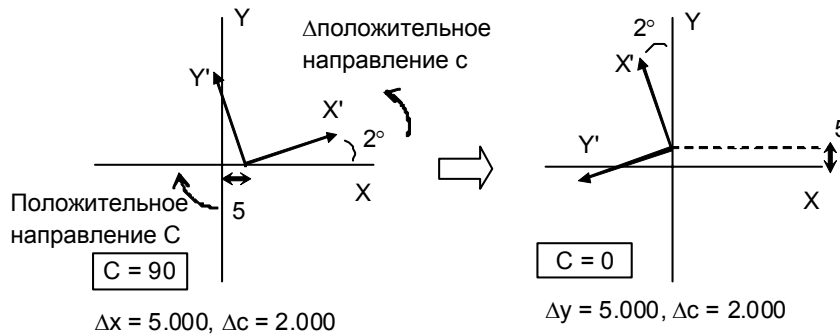 Y
Y'
Δположительное
направление c
X'
2°
X
5
Положительное
направление C
C = 90
Δx = 5.000, Δc = 2.000
Y
2°
X'
Y'
5
X
C = 0
Δy = 5.000, Δc = 2.000